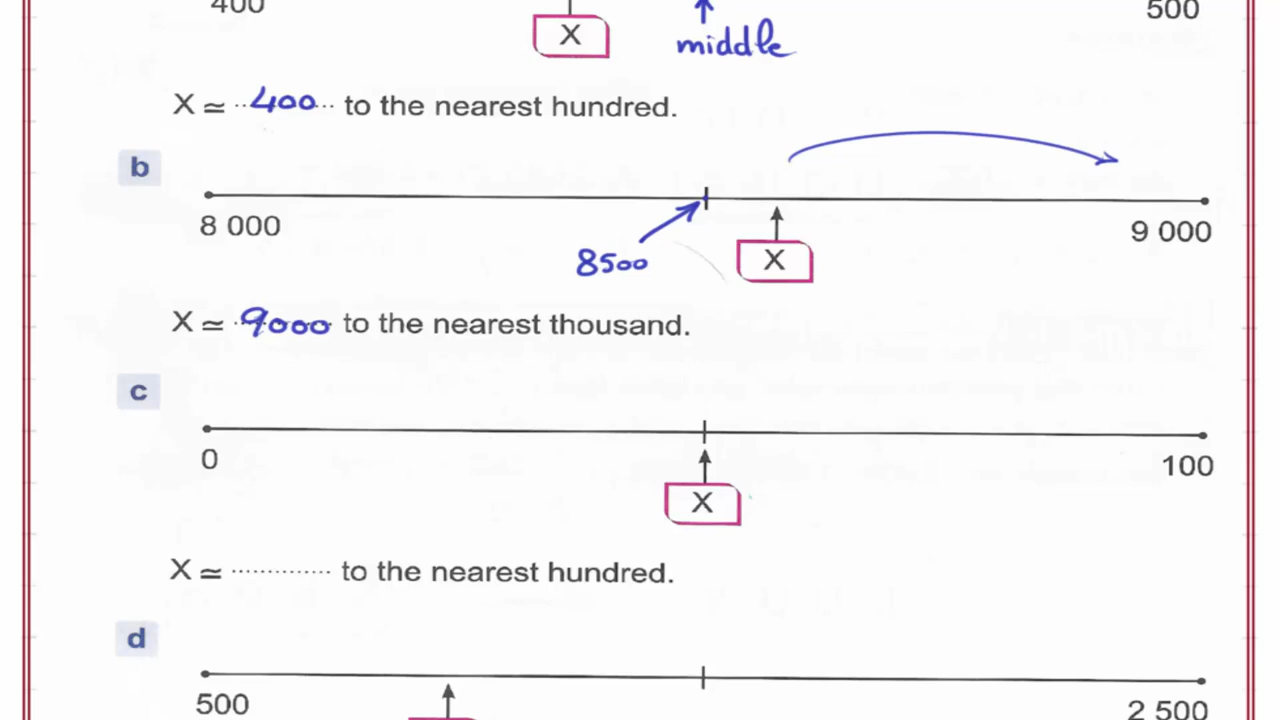 400 500
X
middle
X ≃ 400 to the nearest hundred.
b
8 000 9 000
8500 X
X ≃ 9000 to the nearest thousand.
c
0 100
X
X ≃ ............ to the nearest hundred.
d
500 2 500